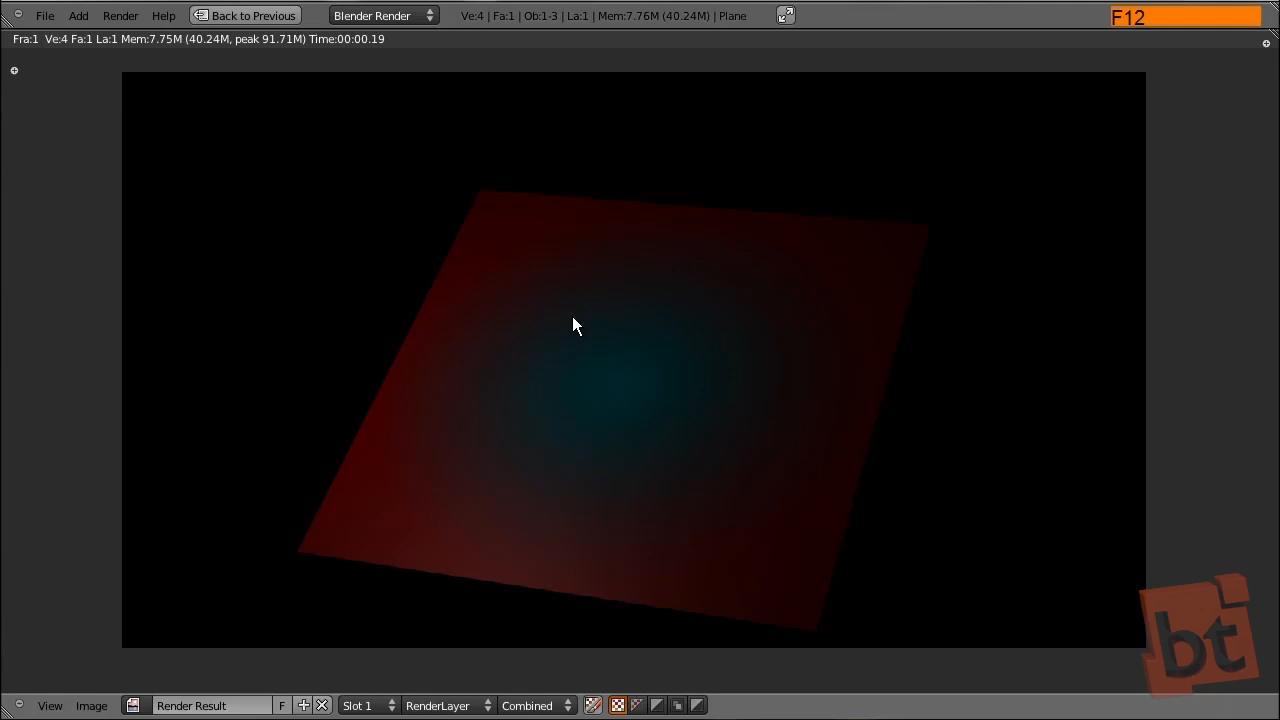 File Add Render Help Back to Previous Blender Render Ve:4 | Fa:1 | Ob:1-3 | La:1 | Mem:7.76M (40.24M) | Plane F12
Fra:1 Ve:4 Fa:1 La:1 Mem:7.75M (40.24M, peak 91.71M) Time:00:00.19
bt
View Image Render Result F Slot 1 RenderLayer Combined